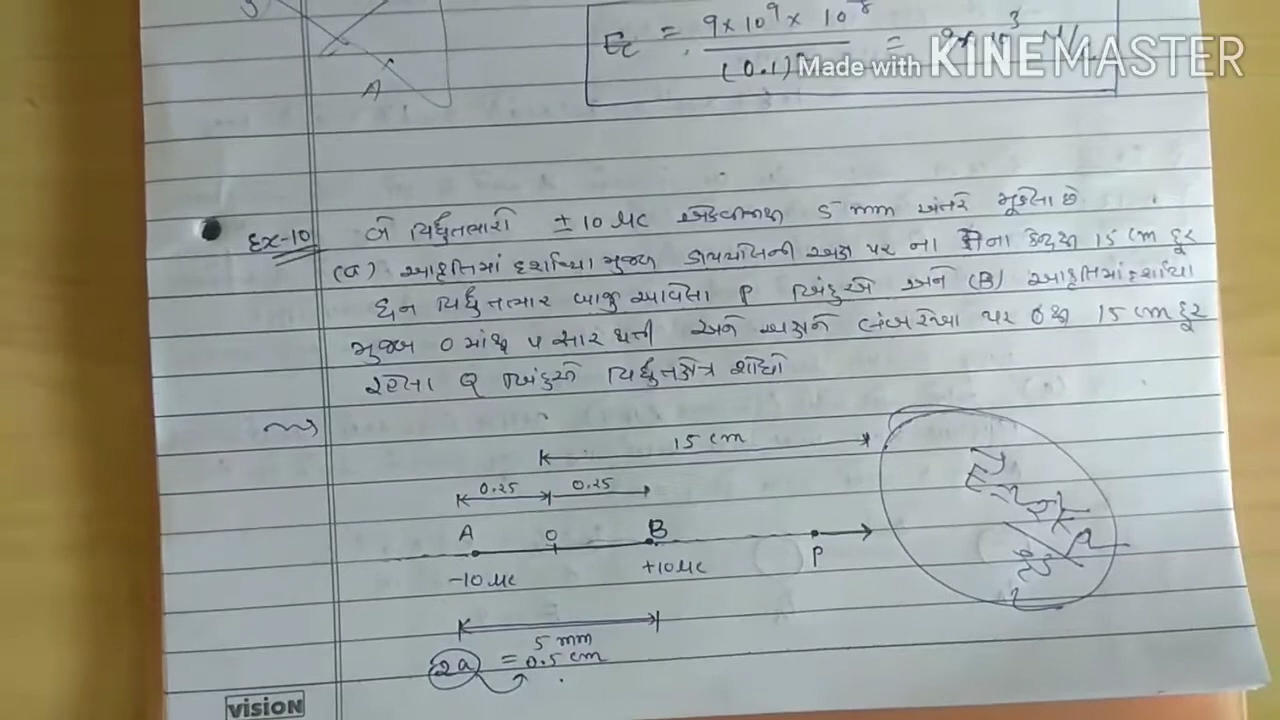 E_c = 9×10⁹×10⁻⁸ / (0.1)² = 9×10³ N/
Made with KINEMASTER
A
Ex-10 બે વિદ્યુતભારો ±10 μc એકબીજાથી 5 mm અંતરે મૂકેલા છે
(a) આકૃતિમાં દર્શાવ્યા મુજબ ડાયપોલની અક્ષ પર ના 15 cm દૂર
ધન વિદ્યુતભાર બાજુ આવેલા P બિંદુએ અને (B) આકૃતિમાં દર્શાવ્યા
મુજબ O માંથી પસાર થતી અને અક્ષને લંબરેખા પર 15 cm દૂર
રહેલા Q બિંદુએ વિદ્યુતક્ષેત્ર શોધો
15 cm
0.25 0.25
A O B P
-10 μc +10 μc
5 mm
2a = 0.5 cm
vision